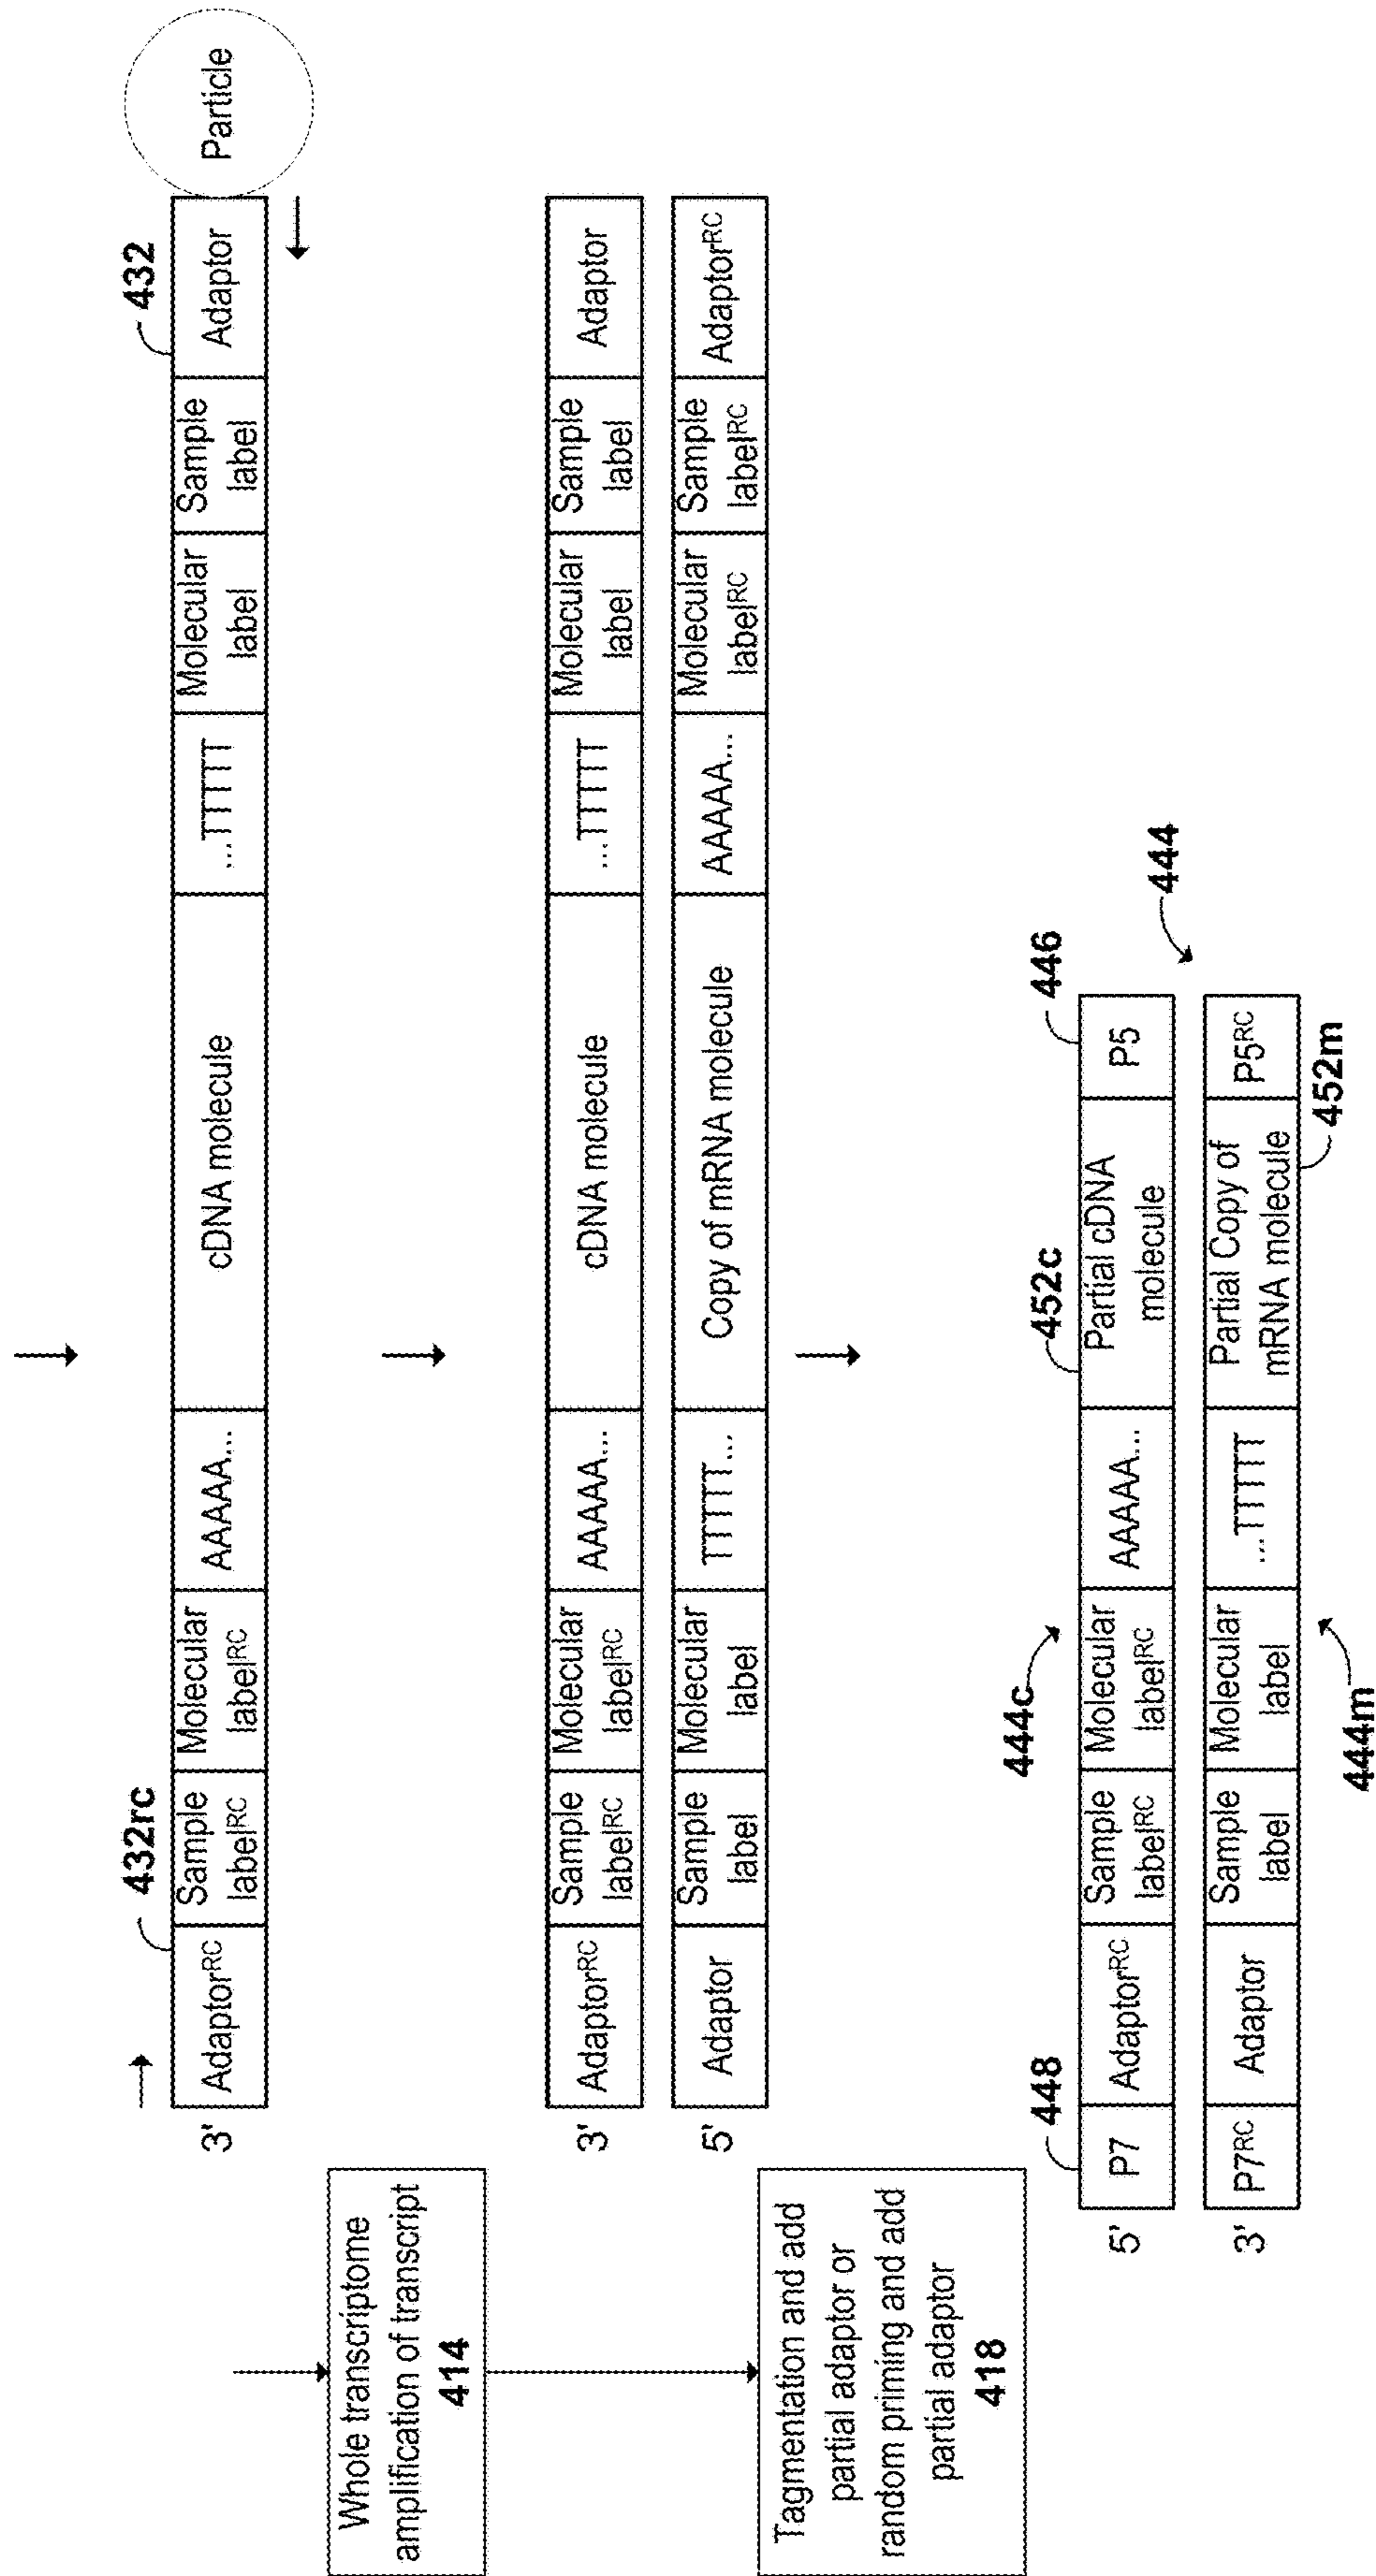 432rc
432
3'
Adaptor^RC
Sample
label^RC
Molecular
label^RC
AAAAA...
cDNA molecule
...TTTTT
Molecular
label
Sample
label
Adaptor
Particle
Whole transcriptome
amplification of transcript
414
3'
Adaptor^RC
Sample
label^RC
Molecular
label^RC
AAAAA...
cDNA molecule
...TTTTT
Molecular
label
Sample
label
Adaptor
5'
Adaptor
Sample
label
Molecular
label
TTTTT...
Copy of mRNA molecule
AAAAA...
Molecular
label^RC
Sample
label^RC
Adaptor^RC
Tagmentation and add
partial adaptor or
random priming and add
partial adaptor
418
448
444c
452c
446
444
5'
P7
Adaptor^RC
Sample
label^RC
Molecular
label^RC
AAAAA...
Partial cDNA
molecule
P5
3'
P7^RC
Adaptor
Sample
label
Molecular
label
...TTTTT
Partial Copy of
mRNA molecule
P5^RC
444m
452m